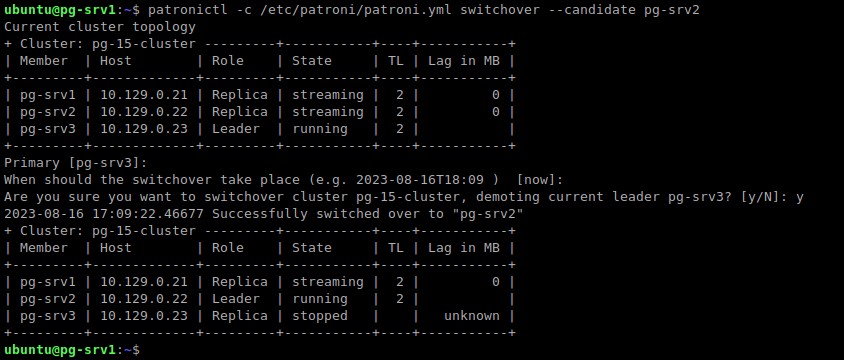 ubuntu@pg-srv1:~$ patronictl -c /etc/patroni/patroni.yml switchover --candidate pg-srv2
Current cluster topology
+ Cluster: pg-15-cluster ---------+-----------+----+-----------+
| Member  | Host        | Role    | State     | TL | Lag in MB |
+---------+-------------+---------+-----------+----+-----------+
| pg-srv1 | 10.129.0.21 | Replica | streaming |  2 |         0 |
| pg-srv2 | 10.129.0.22 | Replica | streaming |  2 |         0 |
| pg-srv3 | 10.129.0.23 | Leader  | running   |  2 |           |
+---------+-------------+---------+-----------+----+-----------+
Primary [pg-srv3]:
When should the switchover take place (e.g. 2023-08-16T18:09 )  [now]:
Are you sure you want to switchover cluster pg-15-cluster, demoting current leader pg-srv3? [y/N]: y
2023-08-16 17:09:22.46677 Successfully switched over to "pg-srv2"
+ Cluster: pg-15-cluster ---------+-----------+----+-----------+
| Member  | Host        | Role    | State     | TL | Lag in MB |
+---------+-------------+---------+-----------+----+-----------+
| pg-srv1 | 10.129.0.21 | Replica | streaming |  2 |         0 |
| pg-srv2 | 10.129.0.22 | Leader  | running   |  2 |           |
| pg-srv3 | 10.129.0.23 | Replica | stopped   |    |   unknown |
+---------+-------------+---------+-----------+----+-----------+
ubuntu@pg-srv1:~$